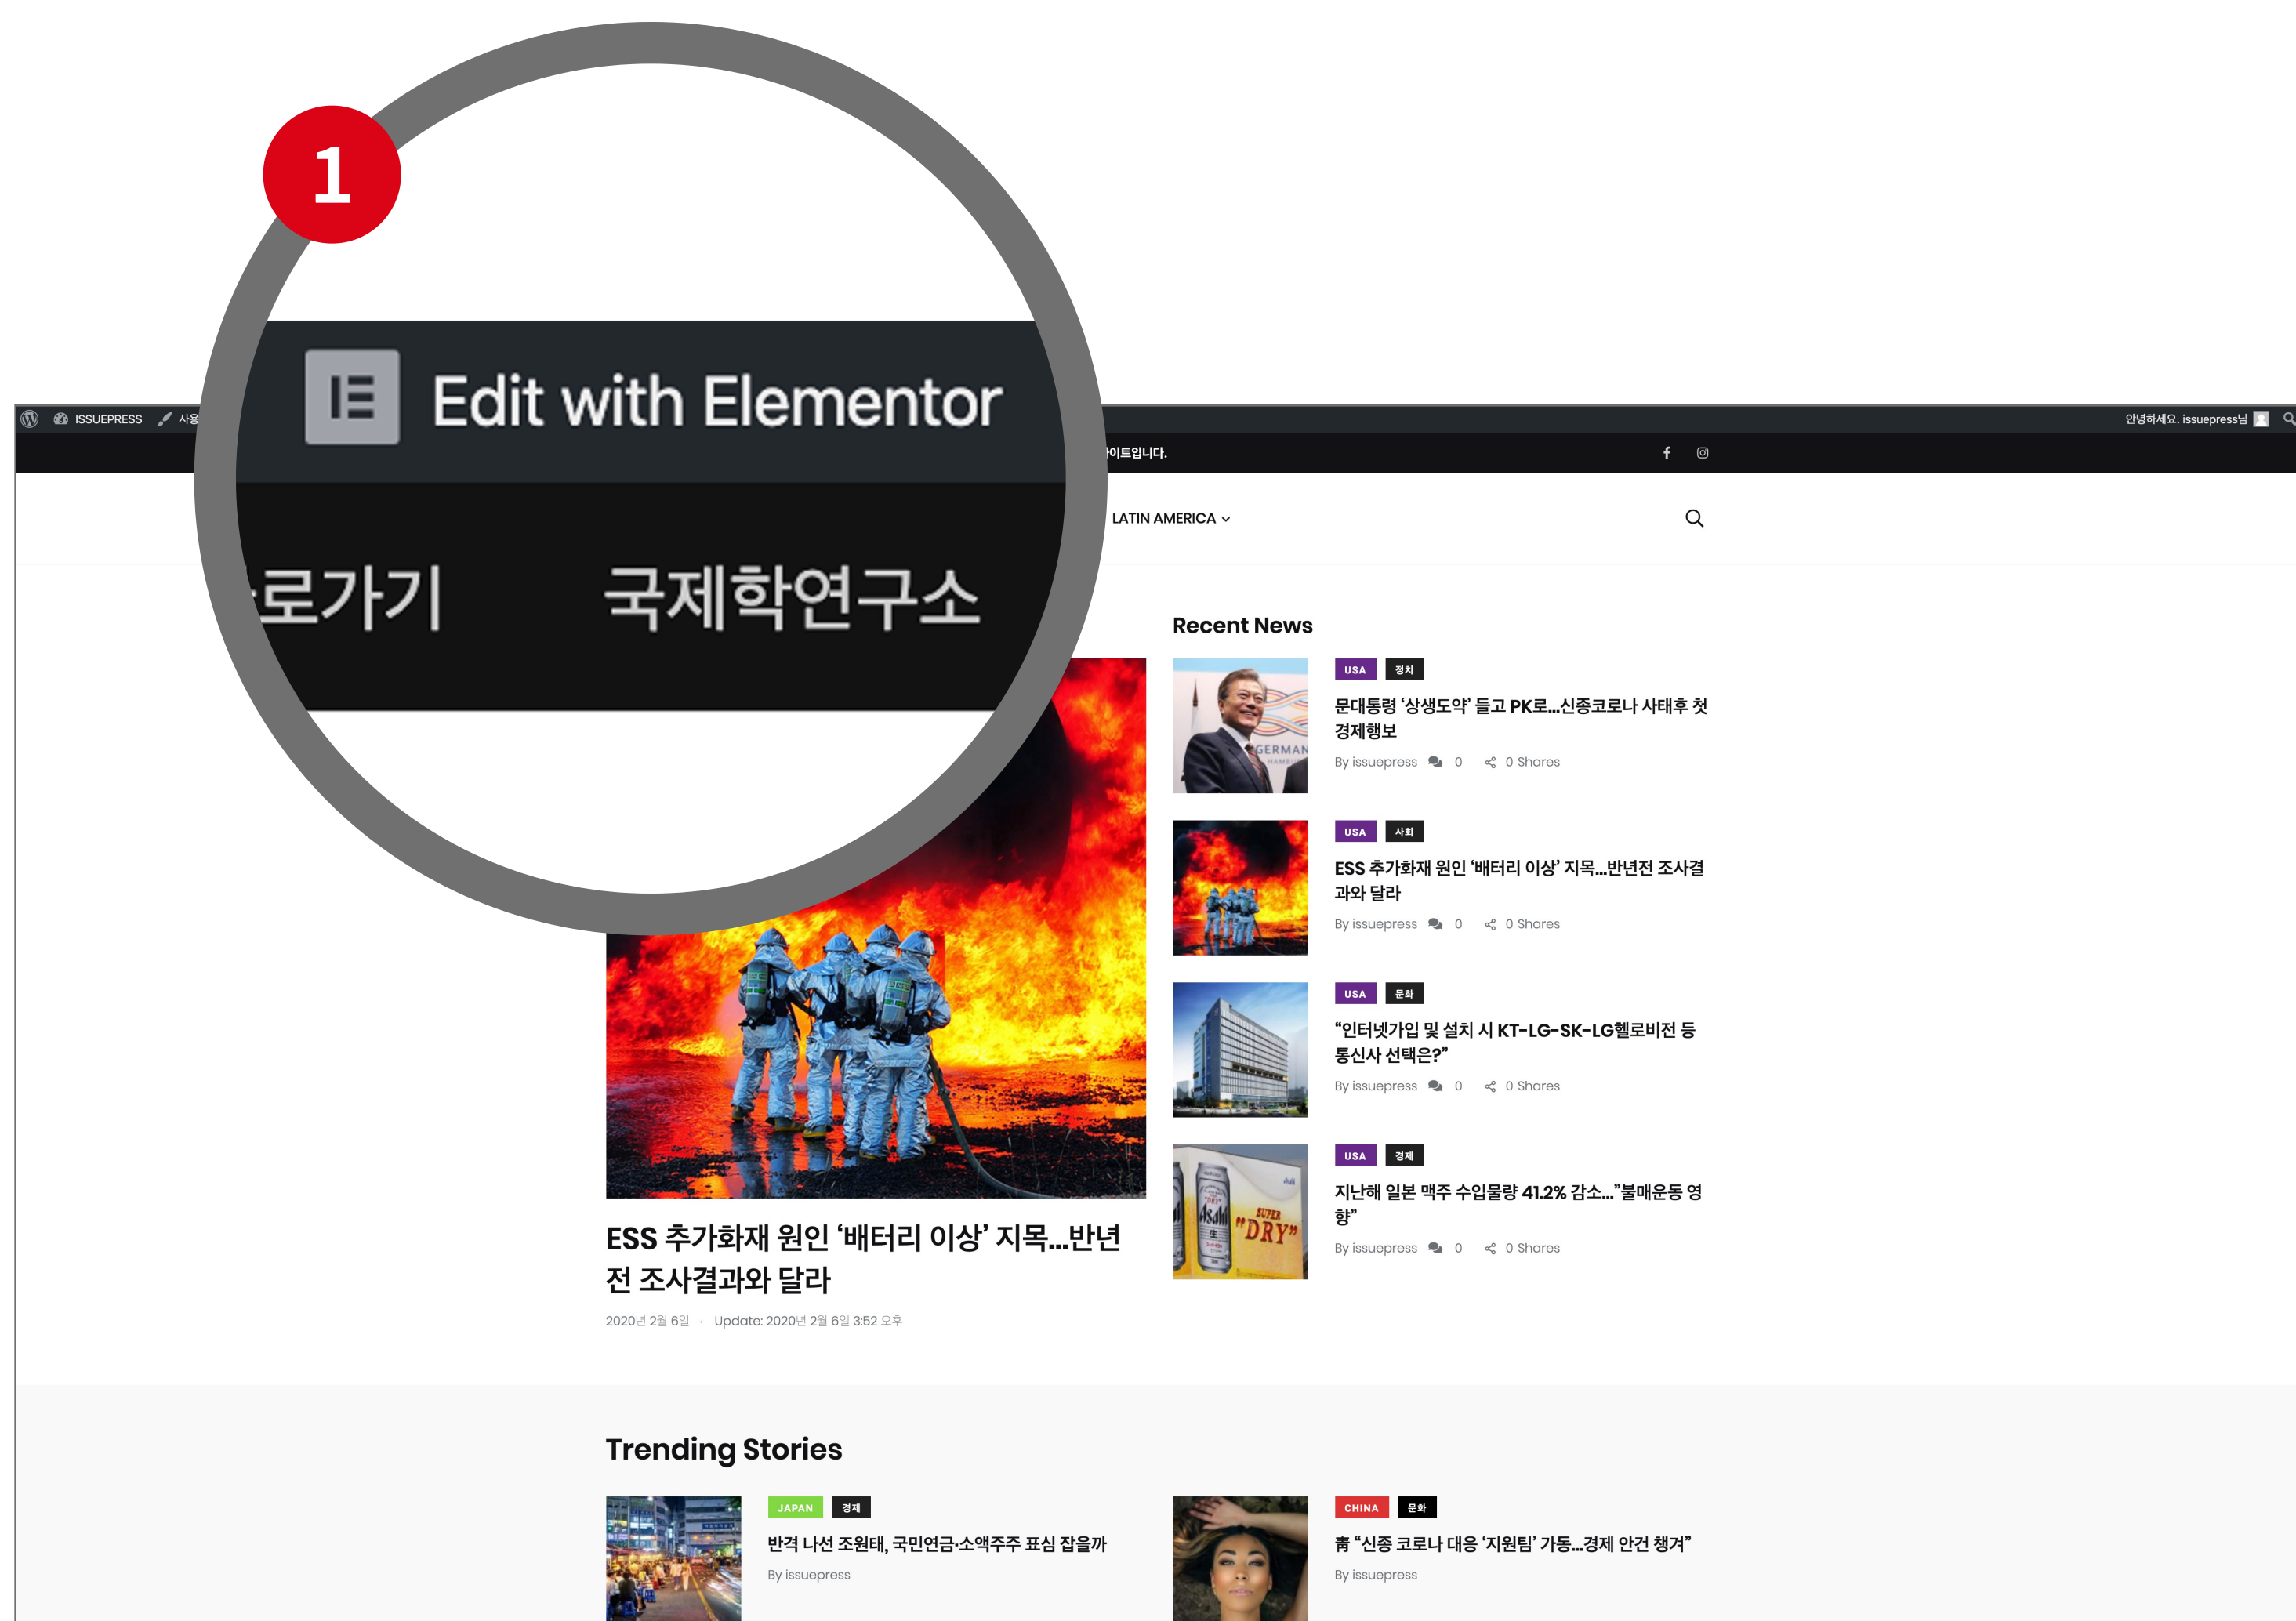 1
Edit with Elementor
로가기 국제학연구소
ISSUEPRESS 사용
안녕하세요. issuepress님
이트입니다.
LATIN AMERICA
Recent News
USA 정치
문대통령 ‘상생도약’ 들고 PK로...신종코로나 사태후 첫
경제행보
By issuepress 0 0 Shares
USA 사회
ESS 추가화재 원인 ‘배터리 이상’ 지목...반년전 조사결
과와 달라
By issuepress 0 0 Shares
USA 문화
“인터넷가입 및 설치 시 KT-LG-SK-LG헬로비전 등
통신사 선택은?”
By issuepress 0 0 Shares
USA 경제
지난해 일본 맥주 수입물량 41.2% 감소...”불매운동 영
향”
By issuepress 0 0 Shares
GERMAN
HAMBU
Asahi
SUPER
"DRY"
ESS 추가화재 원인 ‘배터리 이상’ 지목...반년
전 조사결과와 달라
2020년 2월 6일 · Update: 2020년 2월 6일 3:52 오후
Trending Stories
JAPAN 경제
반격 나선 조원태, 국민연금·소액주주 표심 잡을까
By issuepress
CHINA 문화
靑 “신종 코로나 대응 ‘지원팀’ 가동...경제 안건 챙겨”
By issuepress